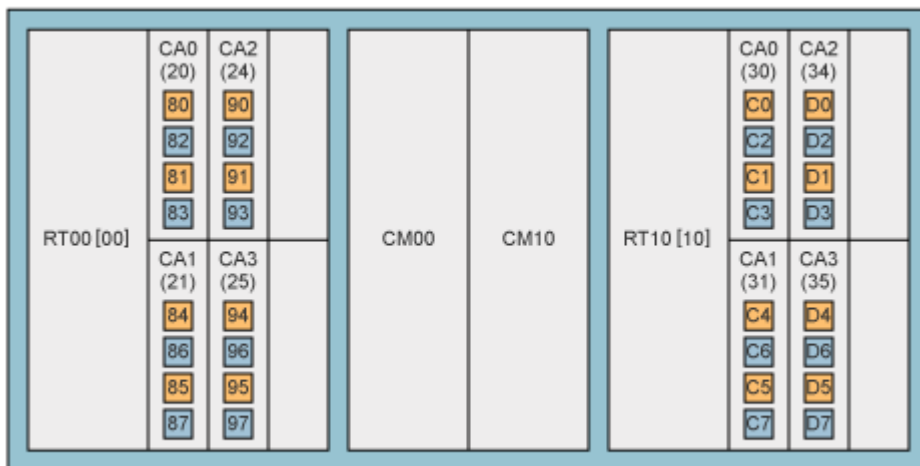 CA0 CA2
(20) (24)
80 90
82 92
81 91
83 93
RT00 [00]
CA1 CA3
(21) (25)
84 94
86 96
85 95
87 97
CM00 CM10
RT10 [10]
CA0 CA2
(30) (34)
C0 D0
C2 D2
C1 D1
C3 D3
CA1 CA3
(31) (35)
C4 D4
C6 D6
C5 D5
C7 D7